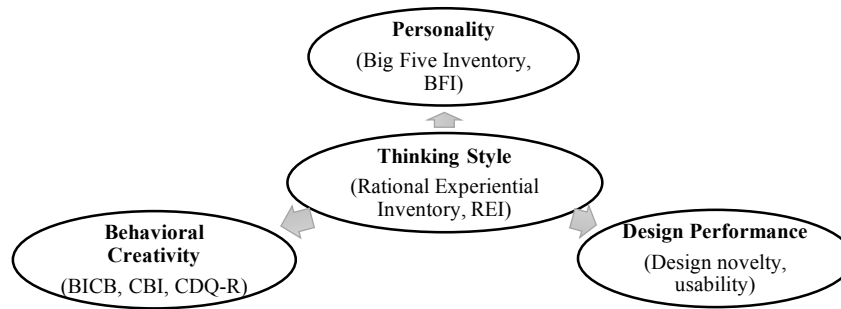 Personality
(Big Five Inventory,
BFI)
Thinking Style
(Rational Experiential
Inventory, REI)
Behavioral
Creativity
(BICB, CBI, CDQ-R)
Design Performance
(Design novelty,
usability)